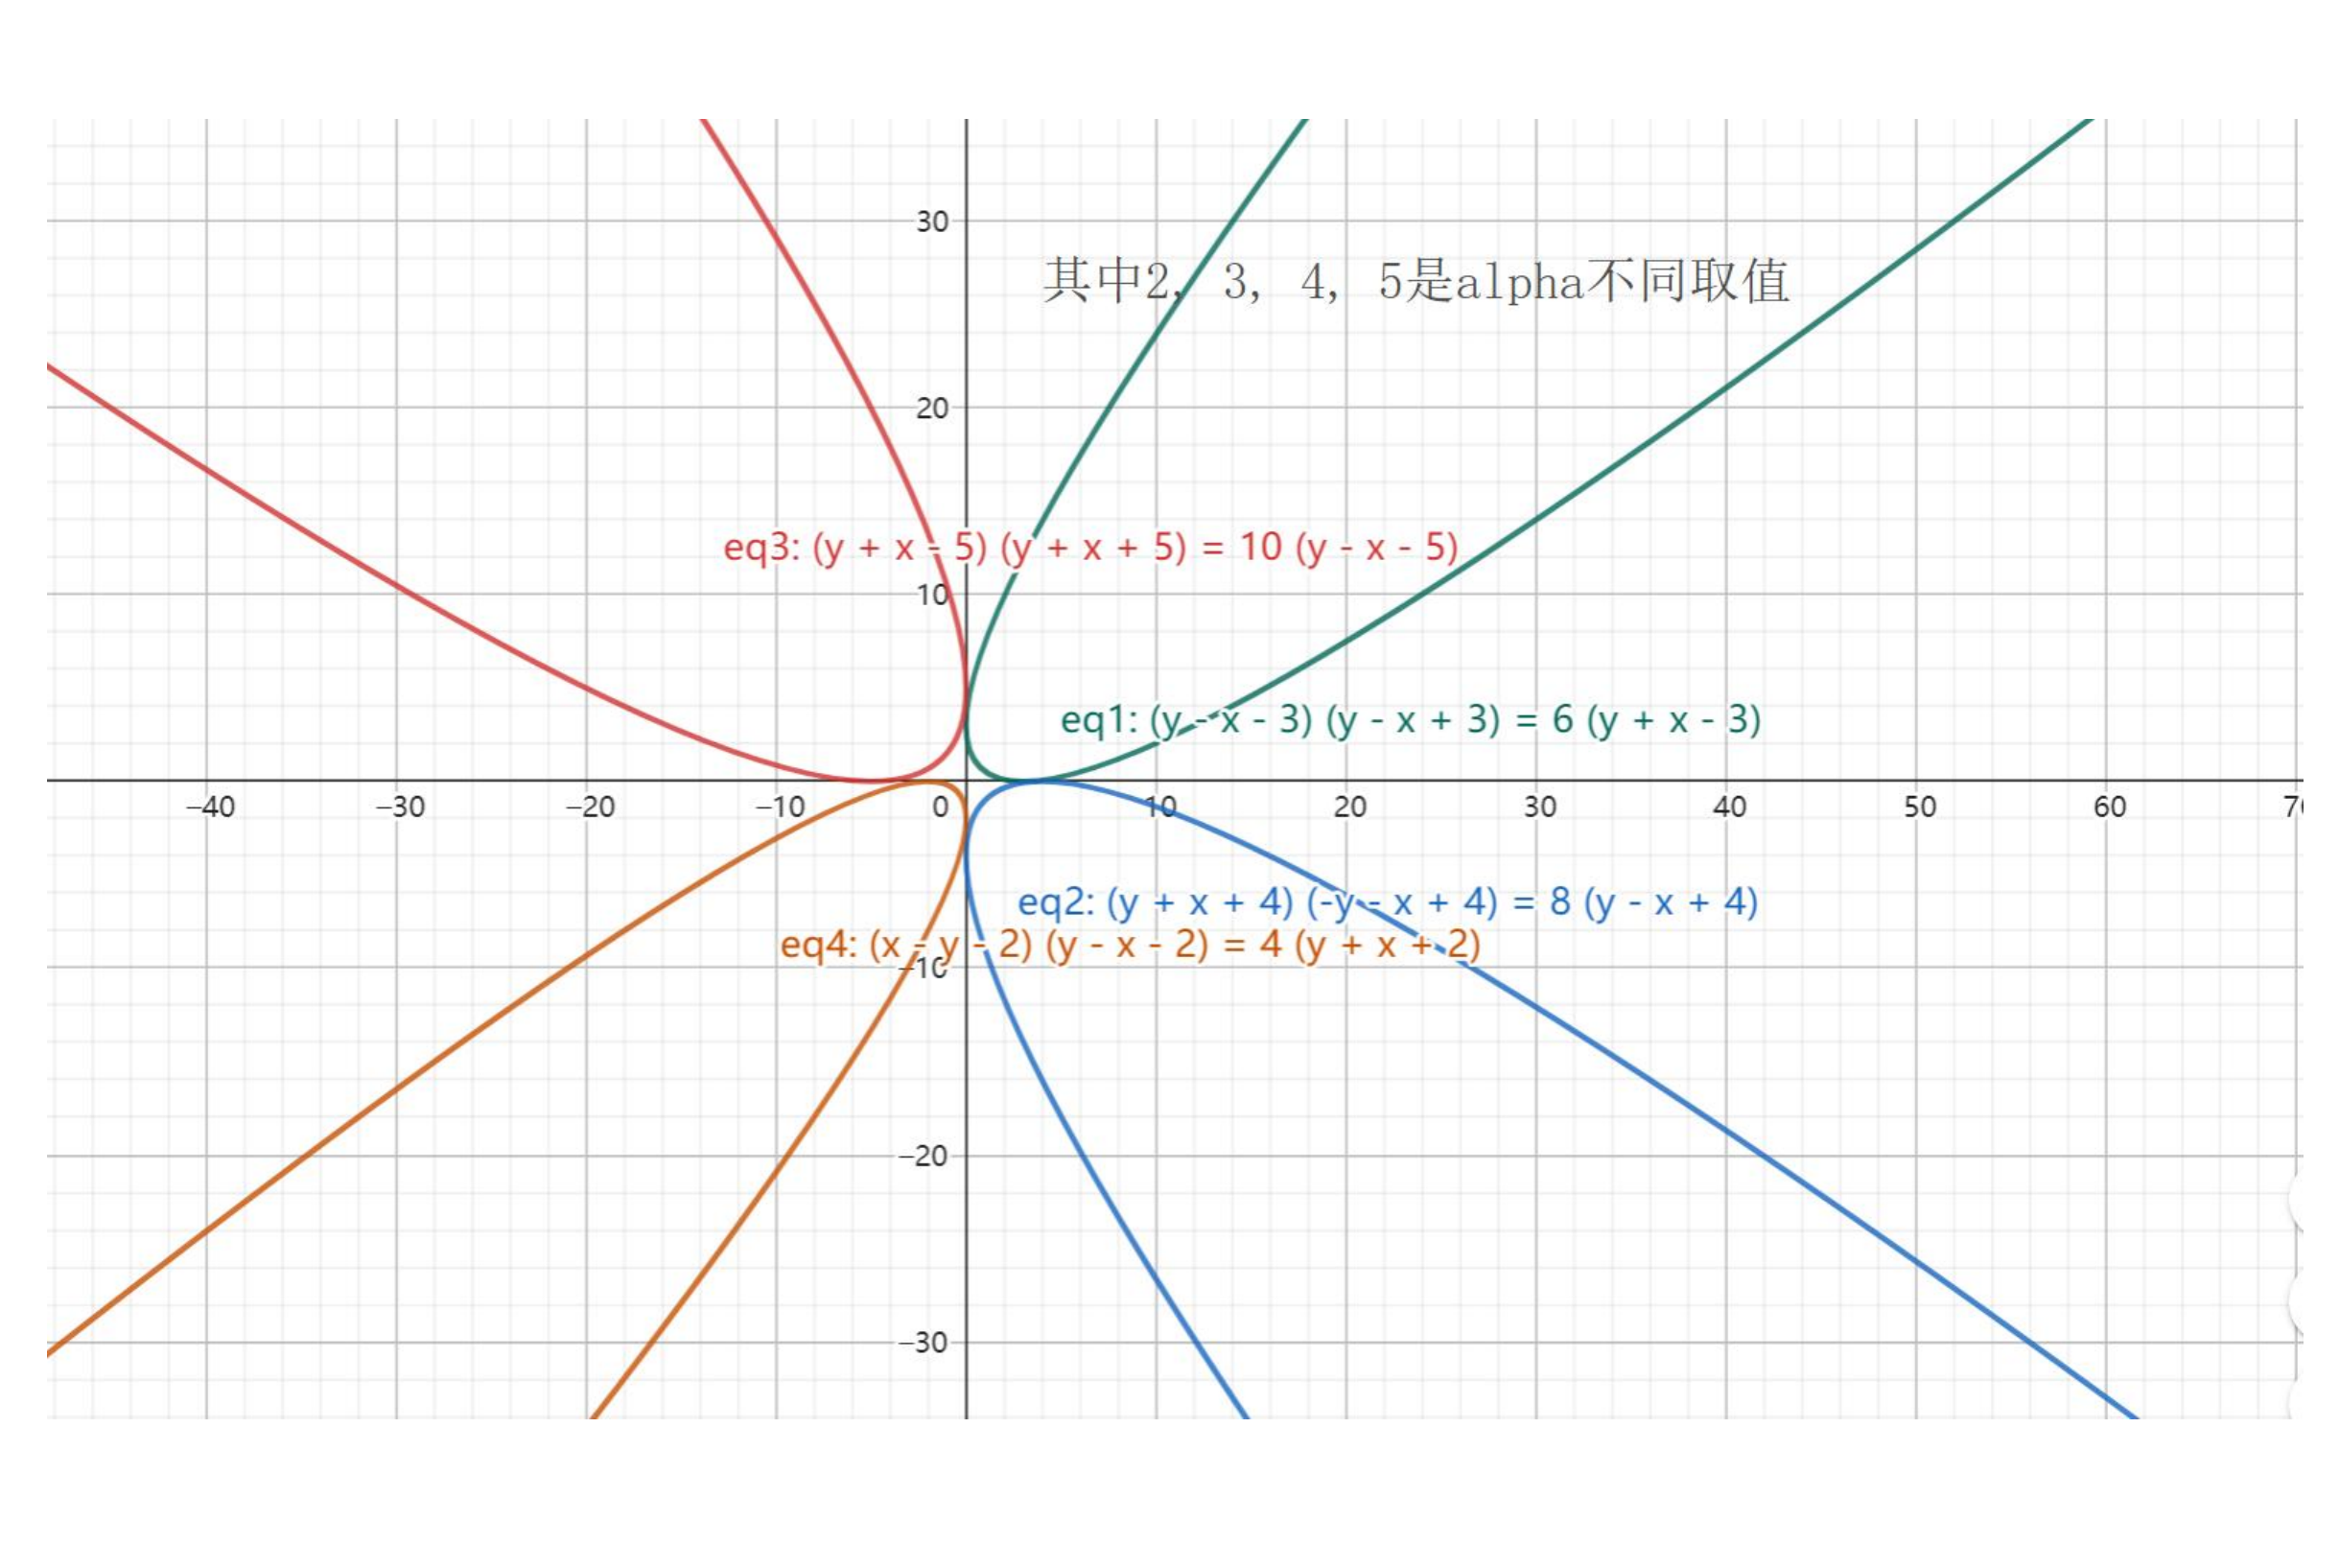 30
其中2, 3, 4, 5是alpha不同取值
20
eq3: (y + x - 5) (y + x + 5) = 10 (y - x - 5)
10
eq1: (y - x - 3) (y - x + 3) = 6 (y + x - 3)
−40 −30 −20 −10 0 10 20 30 40 50 60 70
eq2: (y + x + 4) (-y - x + 4) = 8 (y - x + 4)
eq4: (x - y - 2) (y - x - 2) = 4 (y + x + 2)
−10
−20
−30